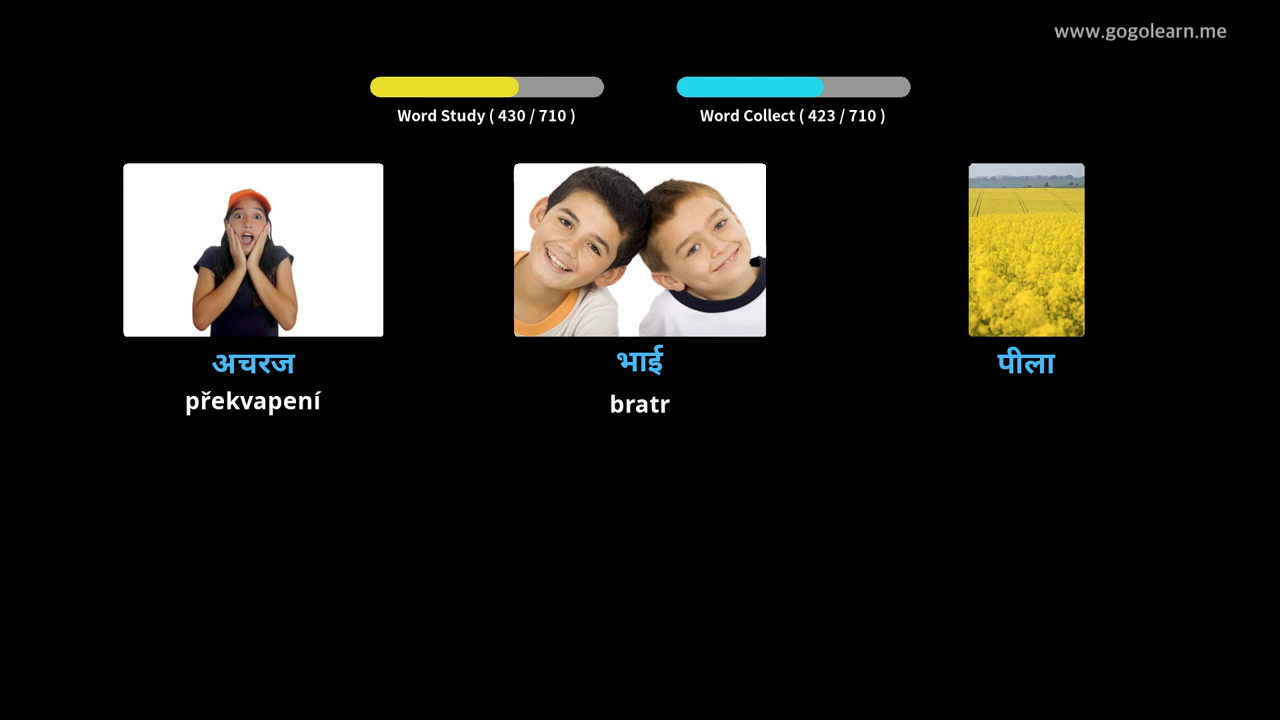 www.gogolearn.me
Word Study ( 430 / 710 )
Word Collect ( 423 / 710 )
अचरज
भाई
पीला
překvapení
bratr